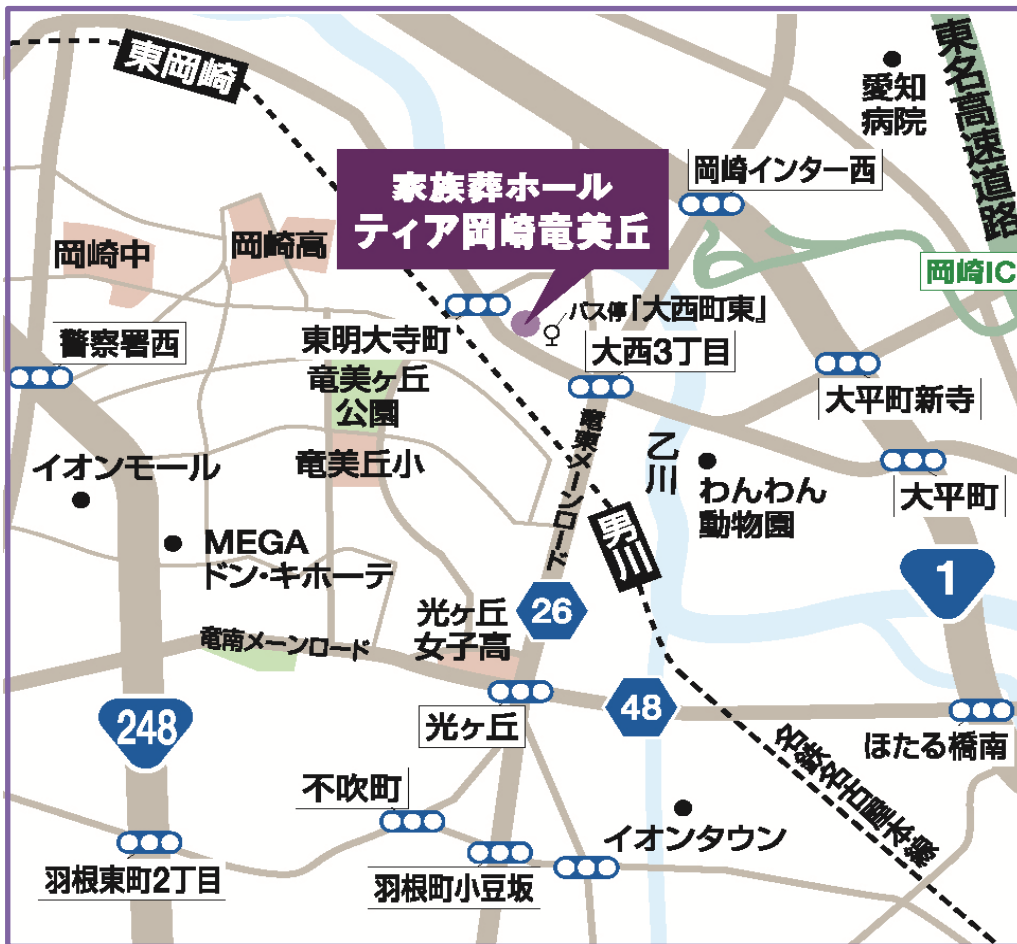 東岡崎
東名高速道路
愛知
病院
岡崎インター西
家族葬ホール
ティア岡崎竜美丘
岡崎中
岡崎高
岡崎IC
バス停「大西町東」
東明大寺町
大西3丁目
警察署西
竜美ヶ丘
公園
大平町新寺
竜東メーンロード
乙川
イオンモール
竜美丘小
わんわん
動物園
大平町
MEGA
ドン・キホーテ
男川
1
26
光ヶ丘
女子高
竜南メーンロード
48
光ヶ丘
248
ほたる橋南
名鉄名古屋本線
不吹町
イオンタウン
羽根東町2丁目
羽根町小豆坂